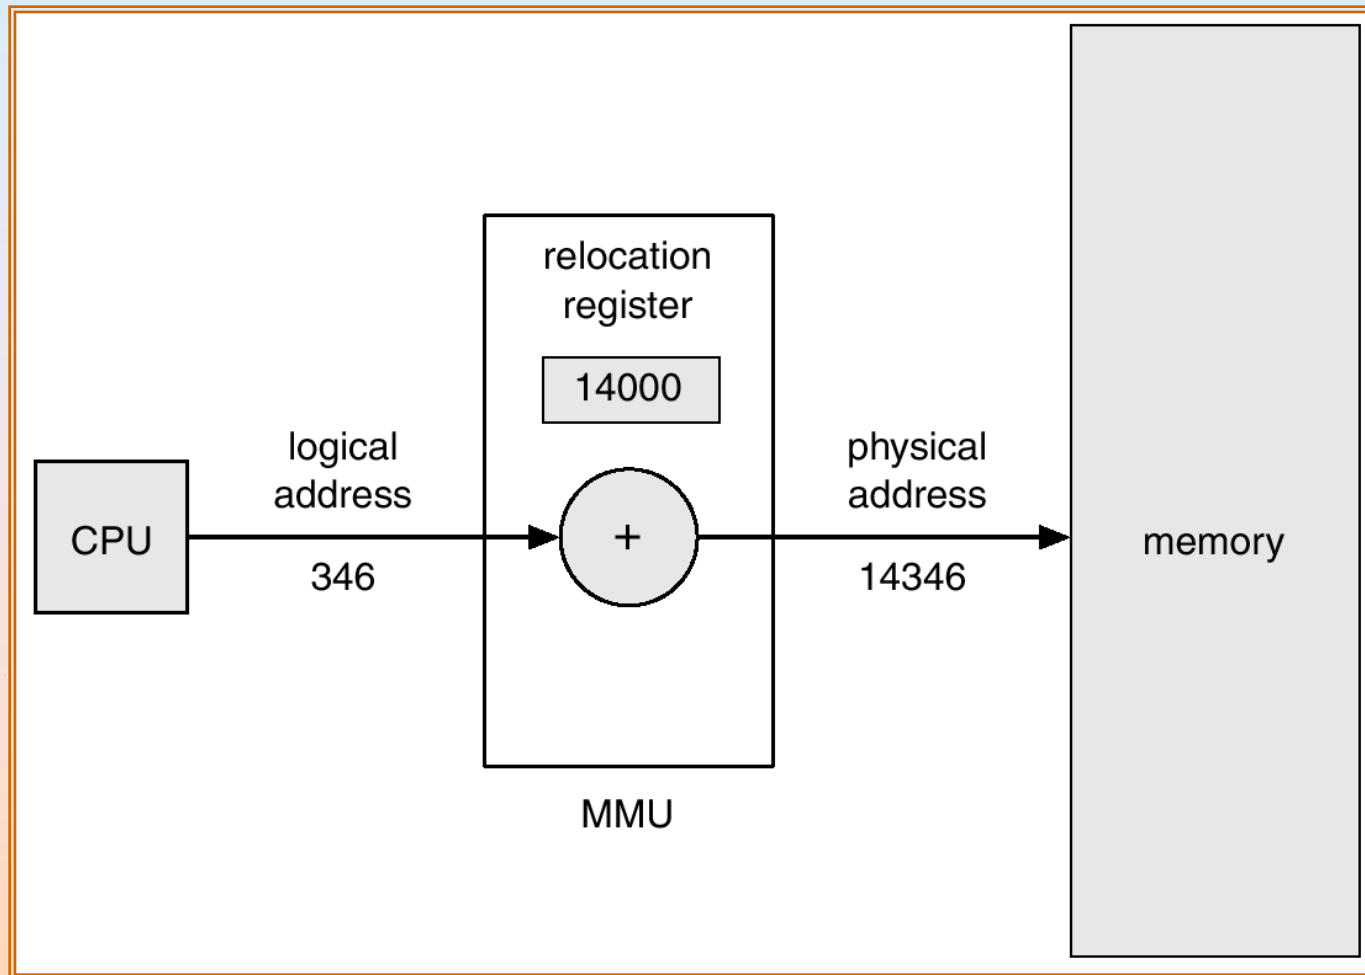 relocation
register
14000
logical
address
physical
address
CPU
+
memory
346
14346
MMU